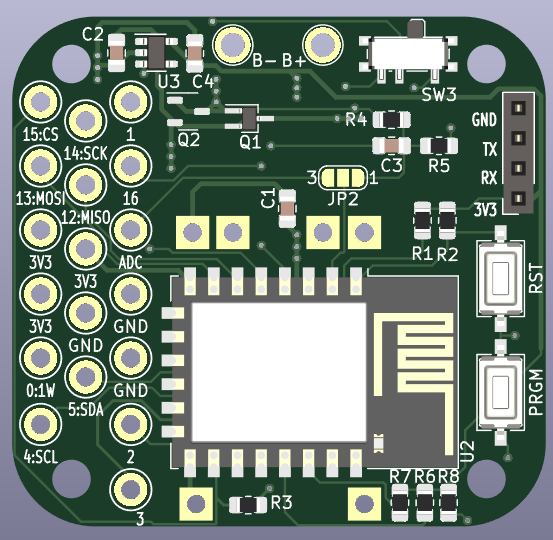 C2
U3
C4
B-
B+
SW3
15:CS
14:SCK
1
Q2
Q1
R4
C3
R5
GND
TX
RX
3V3
13:MOSI
12:MISO
16
3
1
JP2
C1
R1
R2
3V3
3V3
ADC
RST
3V3
GND
GND
0:1W
5:SDA
GND
PRGM
4:SCL
2
U2
3
R3
R7
R6
R8